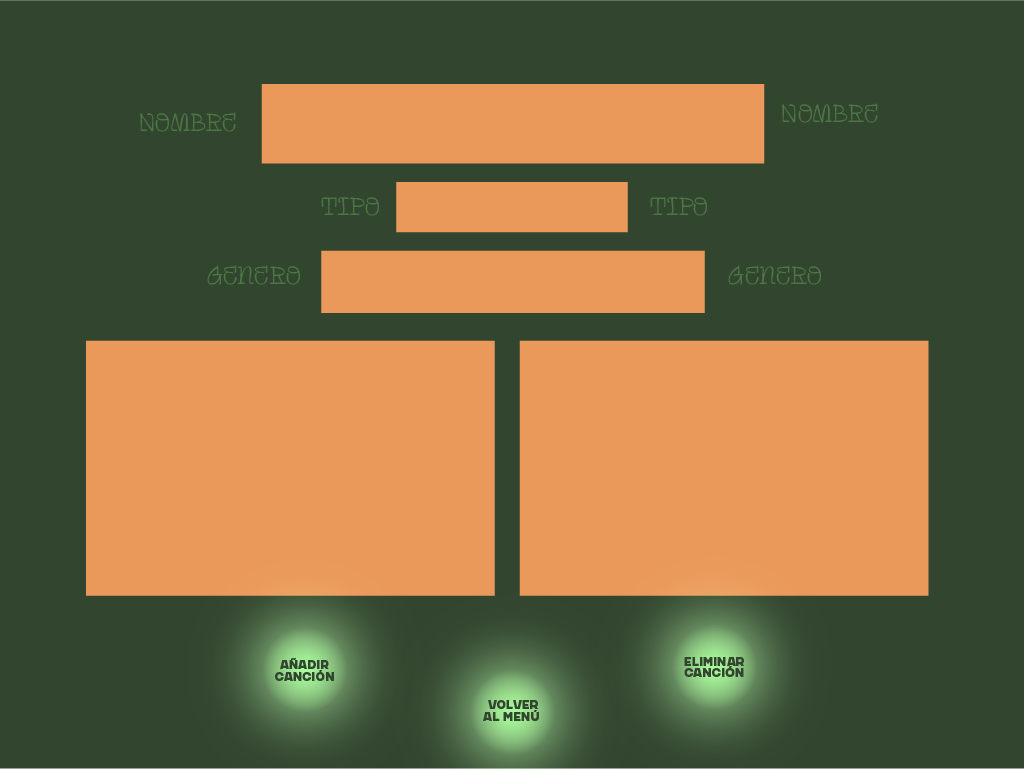 NOMBRE
NOMBRE
TIPO
TIPO
GENERO
GENERO
AÑADIR
CANCIÓN
ELIMINAR
CANCIÓN
VOLVER
AL MENÚ